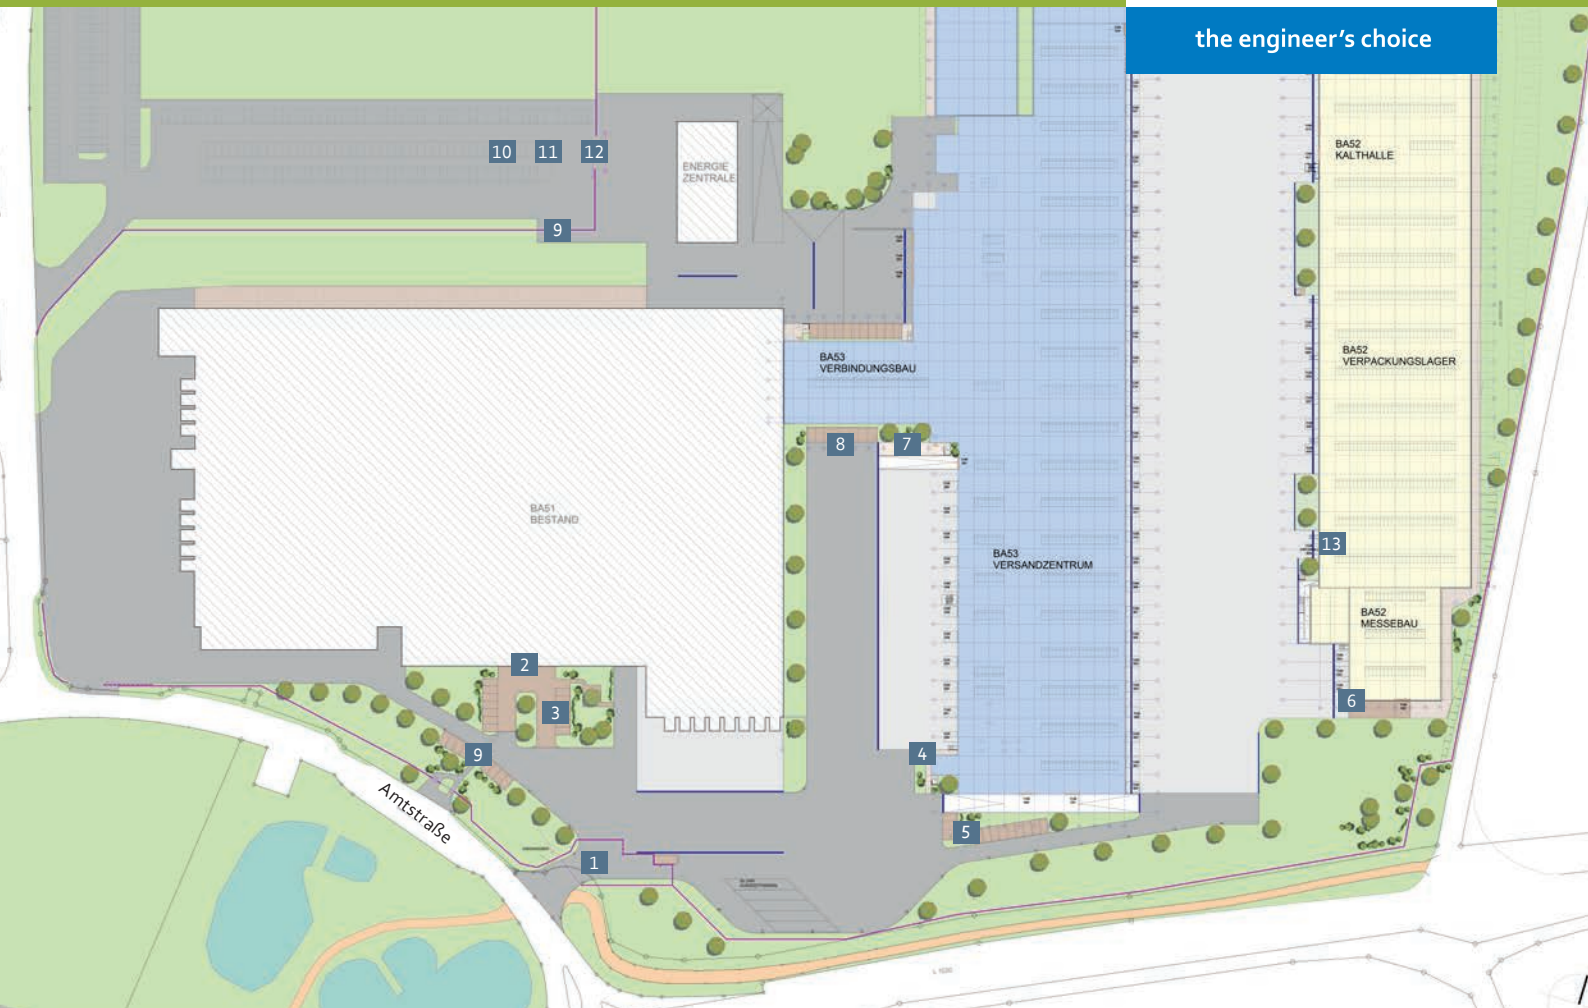 the engineer's choice
10 11 12
ENERGIE
ZENTRALE
BA52
KALTHALLE
9
BA53
VERBINDUNGSBAU
BA52
VERPACKUNGSLAGER
8
7
BA51
BESTAND
BA53
VERSANDZENTRUM
13
BA52
MESSEBAU
2
3
6
9
4
Amtstraße
5
1